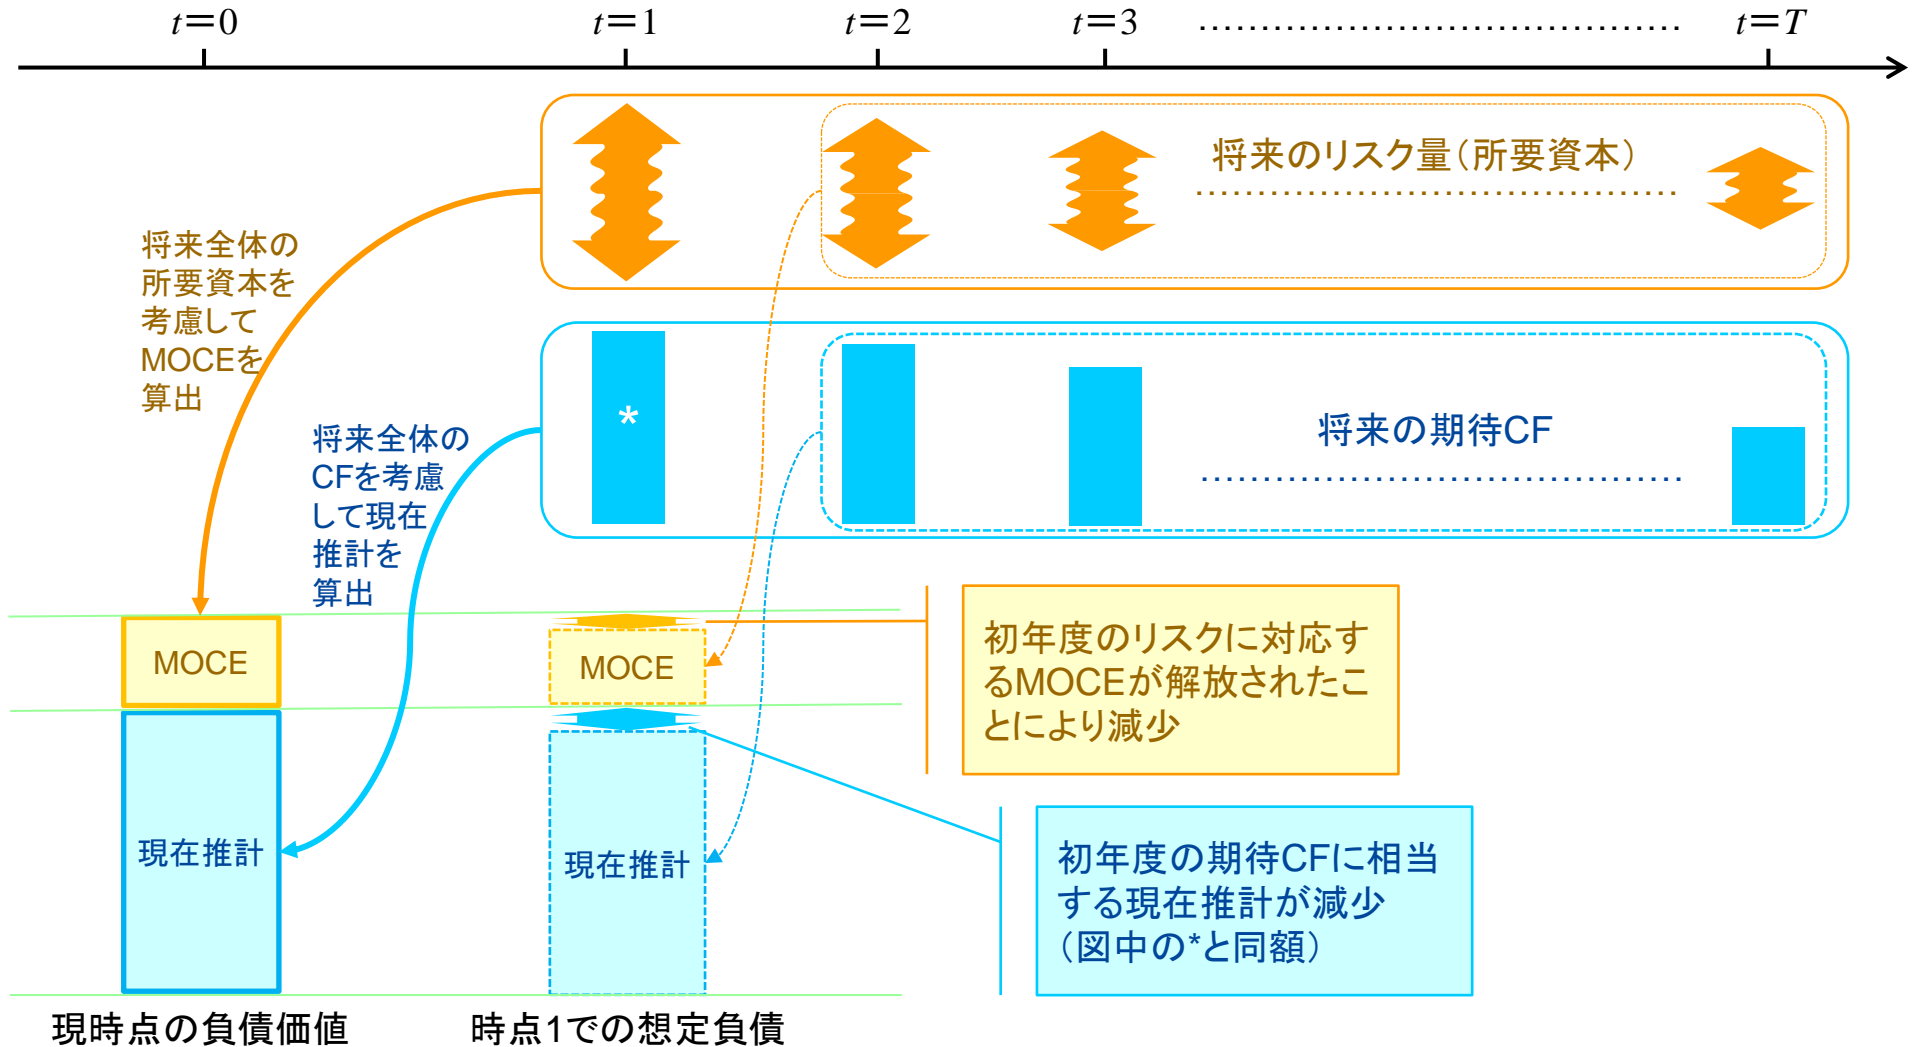 t＝0
t＝1
t＝2
t＝3
……………………………………
t＝T
将来のリスク量（所要資本）
……………………………………
将来全体の
所要資本を
考慮して
MOCEを
算出
*
将来の期待CF
……………………………………
将来全体の
CFを考慮
して現在
推計を
算出
MOCE
MOCE
初年度のリスクに対応す
るMOCEが解放されたこ
とにより減少
現在推計
現在推計
初年度の期待CFに相当
する現在推計が減少
（図中の*と同額）
現時点の負債価値
時点1での想定負債